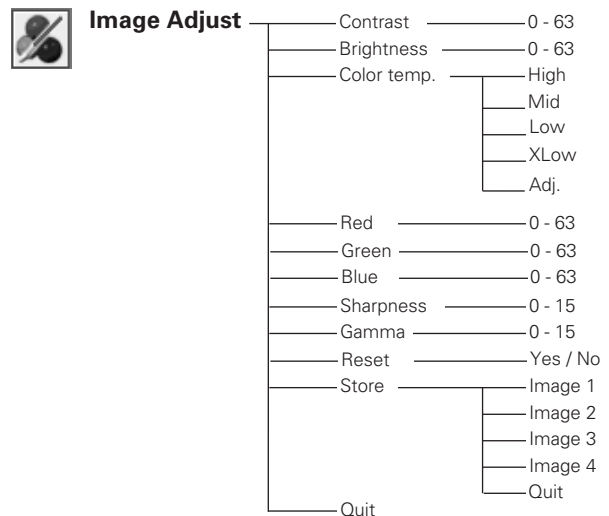 Image Adjust Contrast 0 - 63
Brightness 0 - 63
Color temp. High
Mid
Low
XLow
Adj.
Red 0 - 63
Green 0 - 63
Blue 0 - 63
Sharpness 0 - 15
Gamma 0 - 15
Reset Yes / No
Store Image 1
Image 2
Image 3
Image 4
Quit
Quit